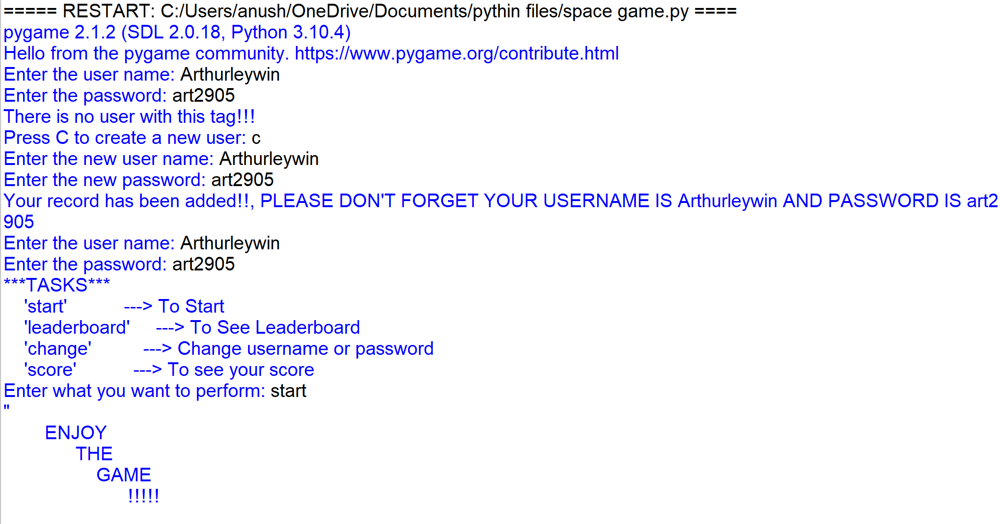 ===== RESTART: C:/Users/anush/OneDrive/Documents/pythin files/space game.py ====
pygame 2.1.2 (SDL 2.0.18, Python 3.10.4)
Hello from the pygame community. https://www.pygame.org/contribute.html
Enter the user name: Arthurleywin
Enter the password: art2905
There is no user with this tag!!!
Press C to create a new user: c
Enter the new user name: Arthurleywin
Enter the new password: art2905
Your record has been added!!, PLEASE DON'T FORGET YOUR USERNAME IS Arthurleywin AND PASSWORD IS art2
905
Enter the user name: Arthurleywin
Enter the password: art2905
***TASKS***
'start' ---> To Start
'leaderboard' ---> To See Leaderboard
'change' ---> Change username or password
'score' ---> To see your score
Enter what you want to perform: start
"
ENJOY
THE
GAME
!!!!!